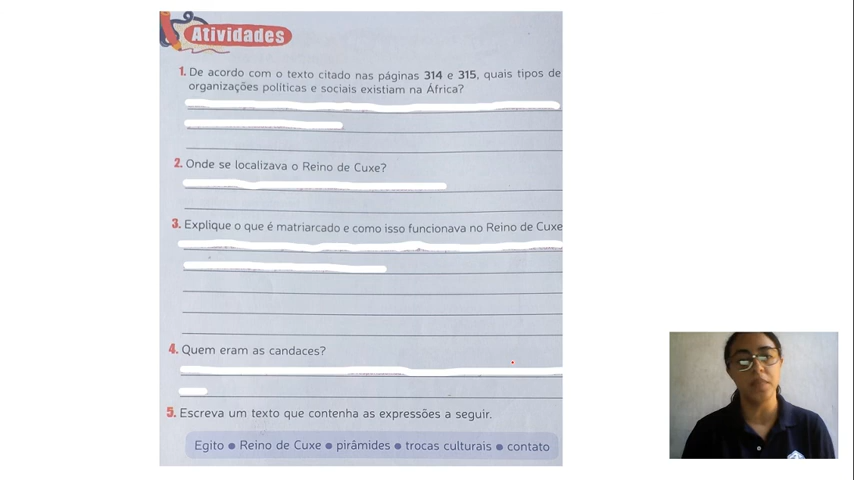 Atividades
1. De acordo com o texto citado nas páginas 314 e 315, quais tipos de
organizações políticas e sociais existiam na África?
2. Onde se localizava o Reino de Cuxe?
3. Explique o que é matriarcado e como isso funcionava no Reino de Cuxe
4. Quem eram as candaces?
5. Escreva um texto que contenha as expressões a seguir.
Egito ● Reino de Cuxe ● pirâmides ● trocas culturais ● contato